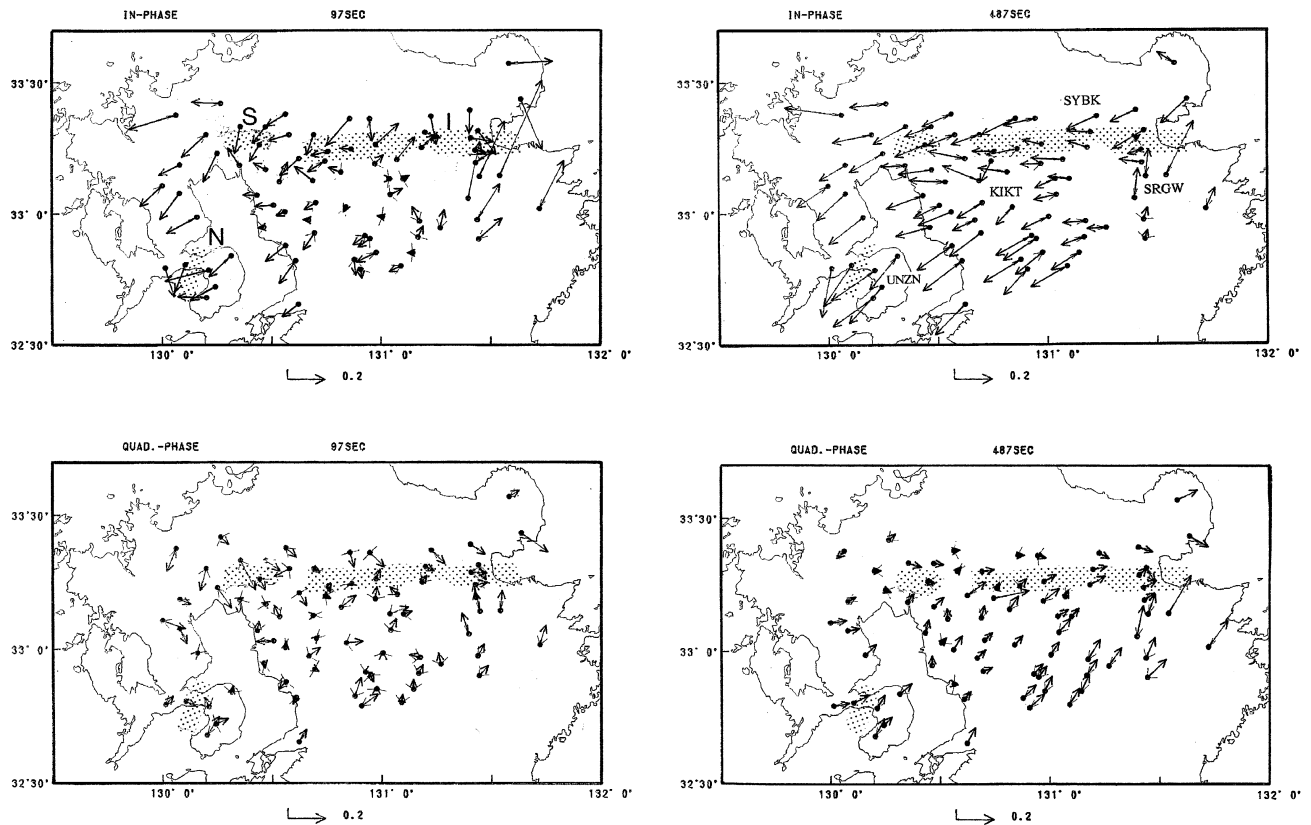 IN-PHASE 97SEC
33°30'
33° 0'
32°30'
130° 0' 131° 0' 132° 0'
S
I
N
0.2
IN-PHASE 487SEC
33°30'
33° 0'
32°30'
130° 0' 131° 0' 132° 0'
SYBK
KIKT
SRGW
UNZN
0.2
QUAD.-PHASE 97SEC
33°30'
33° 0'
32°30'
130° 0' 131° 0' 132° 0'
0.2
QUAD.-PHASE 487SEC
33°30'
33° 0'
32°30'
130° 0' 131° 0' 132° 0'
0.2